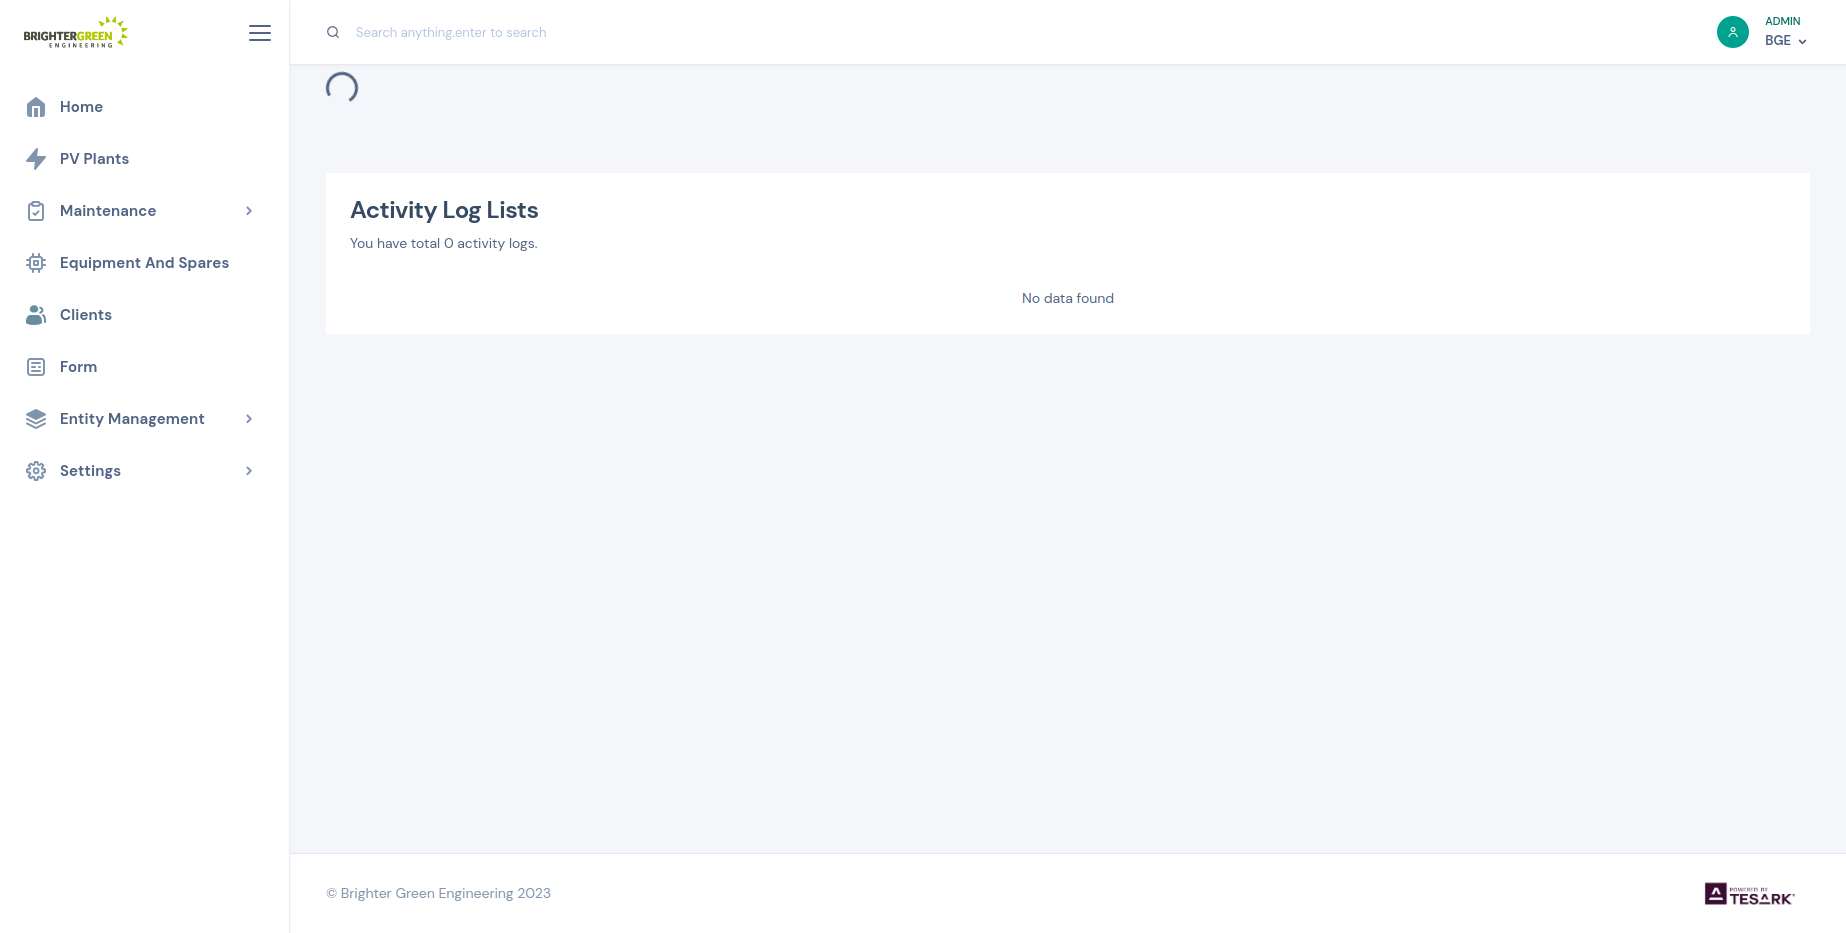 BRIGHTERGREEN
ENGINEERING
Search anything.enter to search
ADMIN
BGE
Home
PV Plants
Maintenance
Equipment And Spares
Clients
Form
Entity Management
Settings
Activity Log Lists
You have total 0 activity logs.
No data found
© Brighter Green Engineering 2023
POWERED BY
TESARK